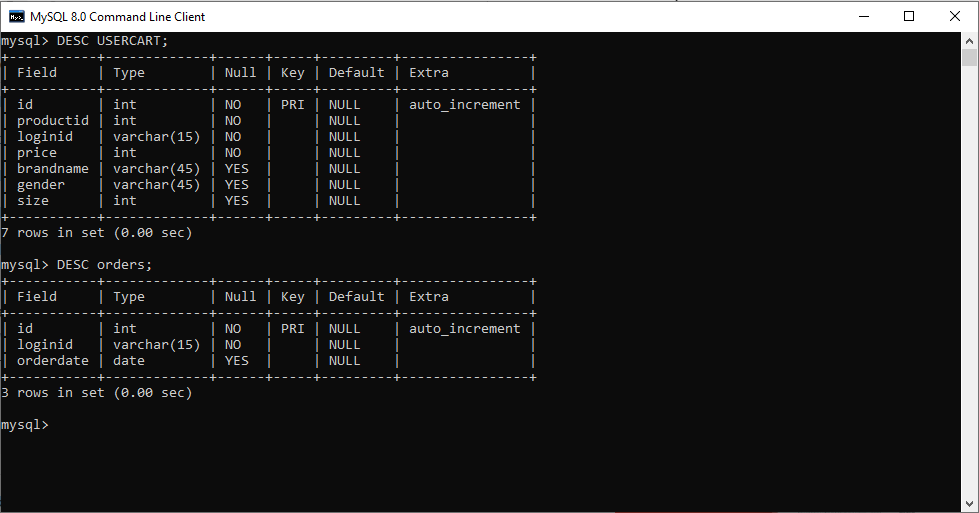 MySQL 8.0 Command Line Client
mysql> DESC USERCART;
+-----------+-------------+------+-----+---------+----------------+
| Field     | Type        | Null | Key | Default | Extra          |
+-----------+-------------+------+-----+---------+----------------+
| id        | int         | NO   | PRI | NULL    | auto_increment |
| productid | int         | NO   |     | NULL    |                |
| loginid   | varchar(15) | NO   |     | NULL    |                |
| price     | int         | NO   |     | NULL    |                |
| brandname | varchar(45) | YES  |     | NULL    |                |
| gender    | varchar(45) | YES  |     | NULL    |                |
| size      | int         | YES  |     | NULL    |                |
+-----------+-------------+------+-----+---------+----------------+
7 rows in set (0.00 sec)
mysql> DESC orders;
+-----------+-------------+------+-----+---------+----------------+
| Field     | Type        | Null | Key | Default | Extra          |
+-----------+-------------+------+-----+---------+----------------+
| id        | int         | NO   | PRI | NULL    | auto_increment |
| loginid   | varchar(15) | NO   |     | NULL    |                |
| orderdate | date        | YES  |     | NULL    |                |
+-----------+-------------+------+-----+---------+----------------+
3 rows in set (0.00 sec)
mysql>